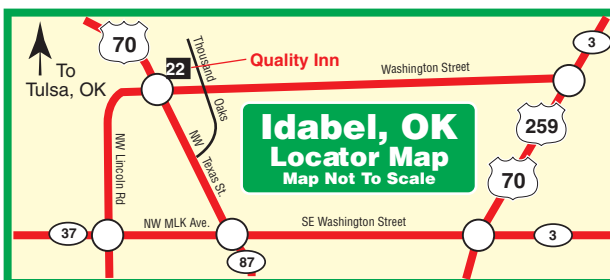 70
3
To
Tulsa, OK
22
Quality Inn
Thousand Oaks
Washington Street
Idabel, OK
Locator Map
Map Not To Scale
259
70
NW Lincoln Rd
NW Texas St.
37
NW MLK Ave.
SE Washington Street
3
87